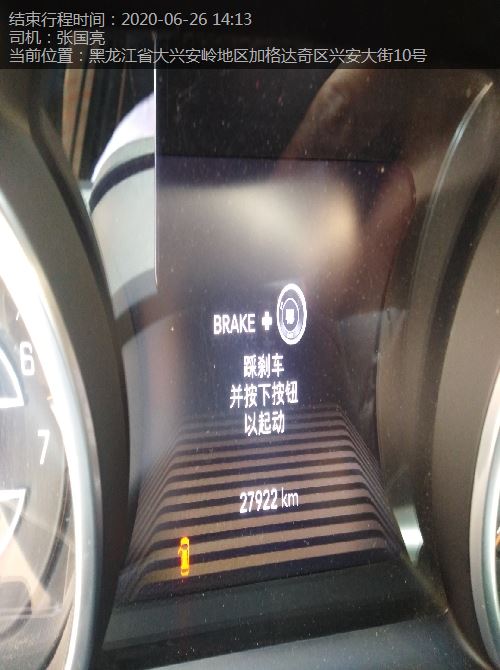 结束行程时间：2020-06-26 14:13
司机：张国亮
当前位置：黑龙江省大兴安岭地区加格达奇区兴安大街10号
BRAKE +
踩刹车
并按下按钮
以起动
6
7
27922 km